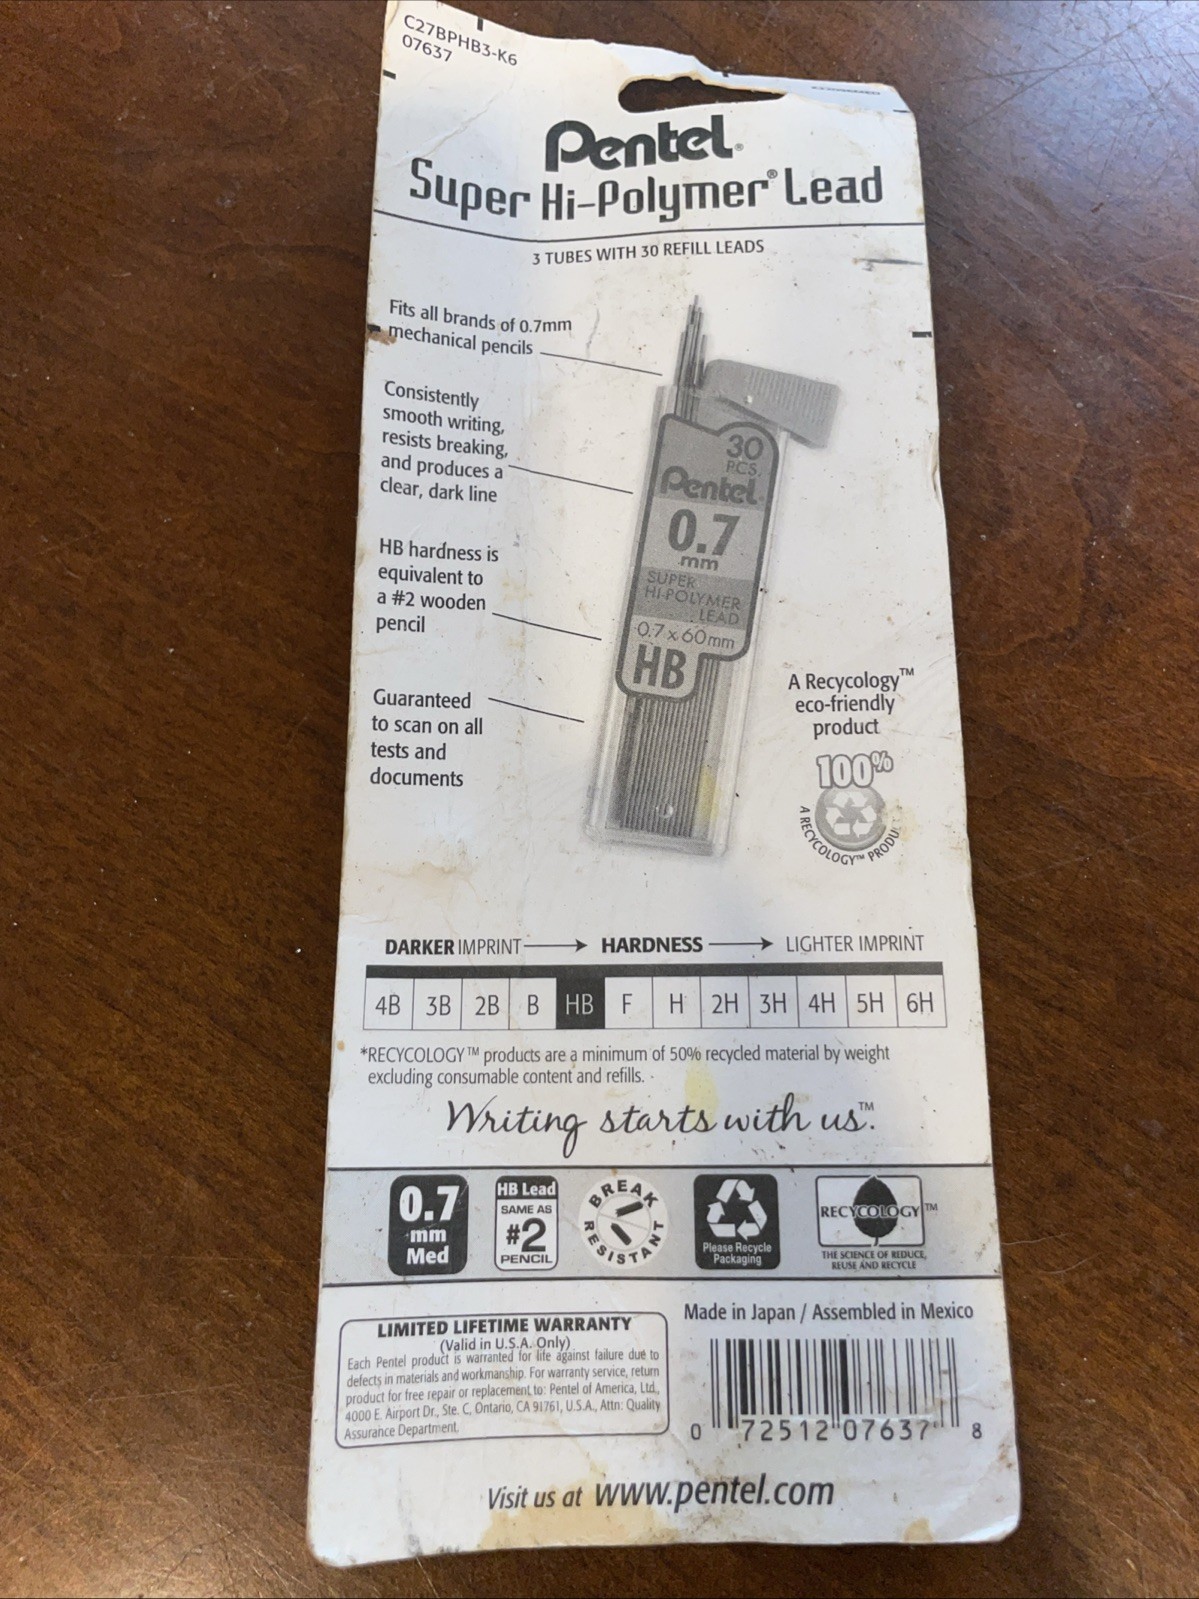 C27BPHB3-K6
07637
Pentel®
Super Hi-Polymer® Lead
3 TUBES WITH 30 REFILL LEADS
Fits all brands of 0.7mm
mechanical pencils
Consistently
smooth writing,
resists breaking,
and produces a
clear, dark line
HB hardness is
equivalent to
a #2 wooden
pencil
Guaranteed
to scan on all
tests and
documents
30
PCS.
Pentel®
0.7
mm
SUPER
HI-POLYMER
LEAD
0.7 x 60mm
HB
A Recycology™
eco-friendly
product
100%
A RECYCOLOGY™ PRODU
DARKER IMPRINT HARDNESS LIGHTER IMPRINT
4B 3B 2B B HB F H 2H 3H 4H 5H 6H
*RECYCOLOGY™ products are a minimum of 50% recycled material by weight
excluding consumable content and refills.
Writing starts with us.™
0.7
mm
Med
HB Lead
SAME AS
#2
PENCIL
BREAK
RESISTANT
Please Recycle
Packaging
RECYCOLOGY™
THE SCIENCE OF REDUCE,
REUSE AND RECYCLE
LIMITED LIFETIME WARRANTY
(Valid in U.S.A. Only)
Each Pentel product is warranted for life against failure due to
defects in materials and workmanship. For warranty service, return
product for free repair or replacement to: Pentel of America, Ltd.,
4000 E. Airport Dr., Ste. C, Ontario, CA 91761, U.S.A., Attn: Quality
Assurance Department.
Made in Japan / Assembled in Mexico
0 72512 07637 8
Visit us at www.pentel.com